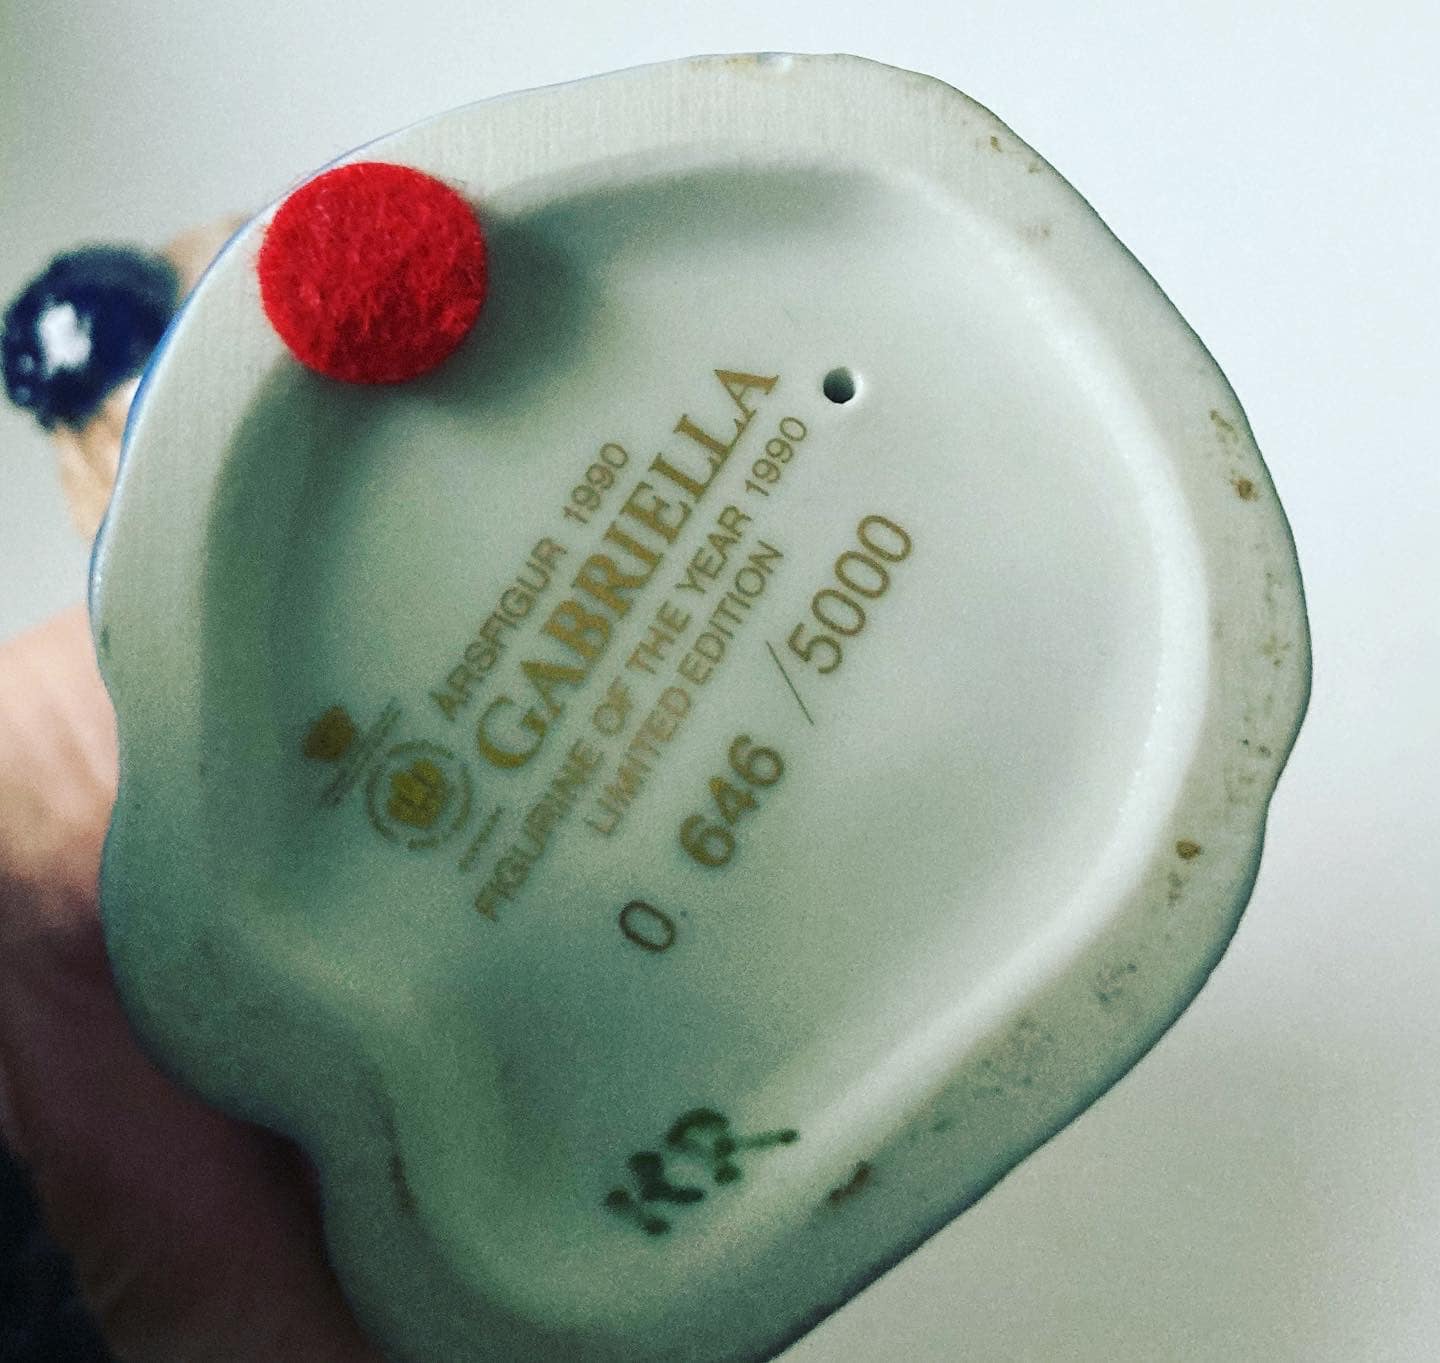 ÅRSFIGUR 1990
GABRIELLA
FIGURINE OF THE YEAR 1990
LIMITED EDITION
0 646 /5000